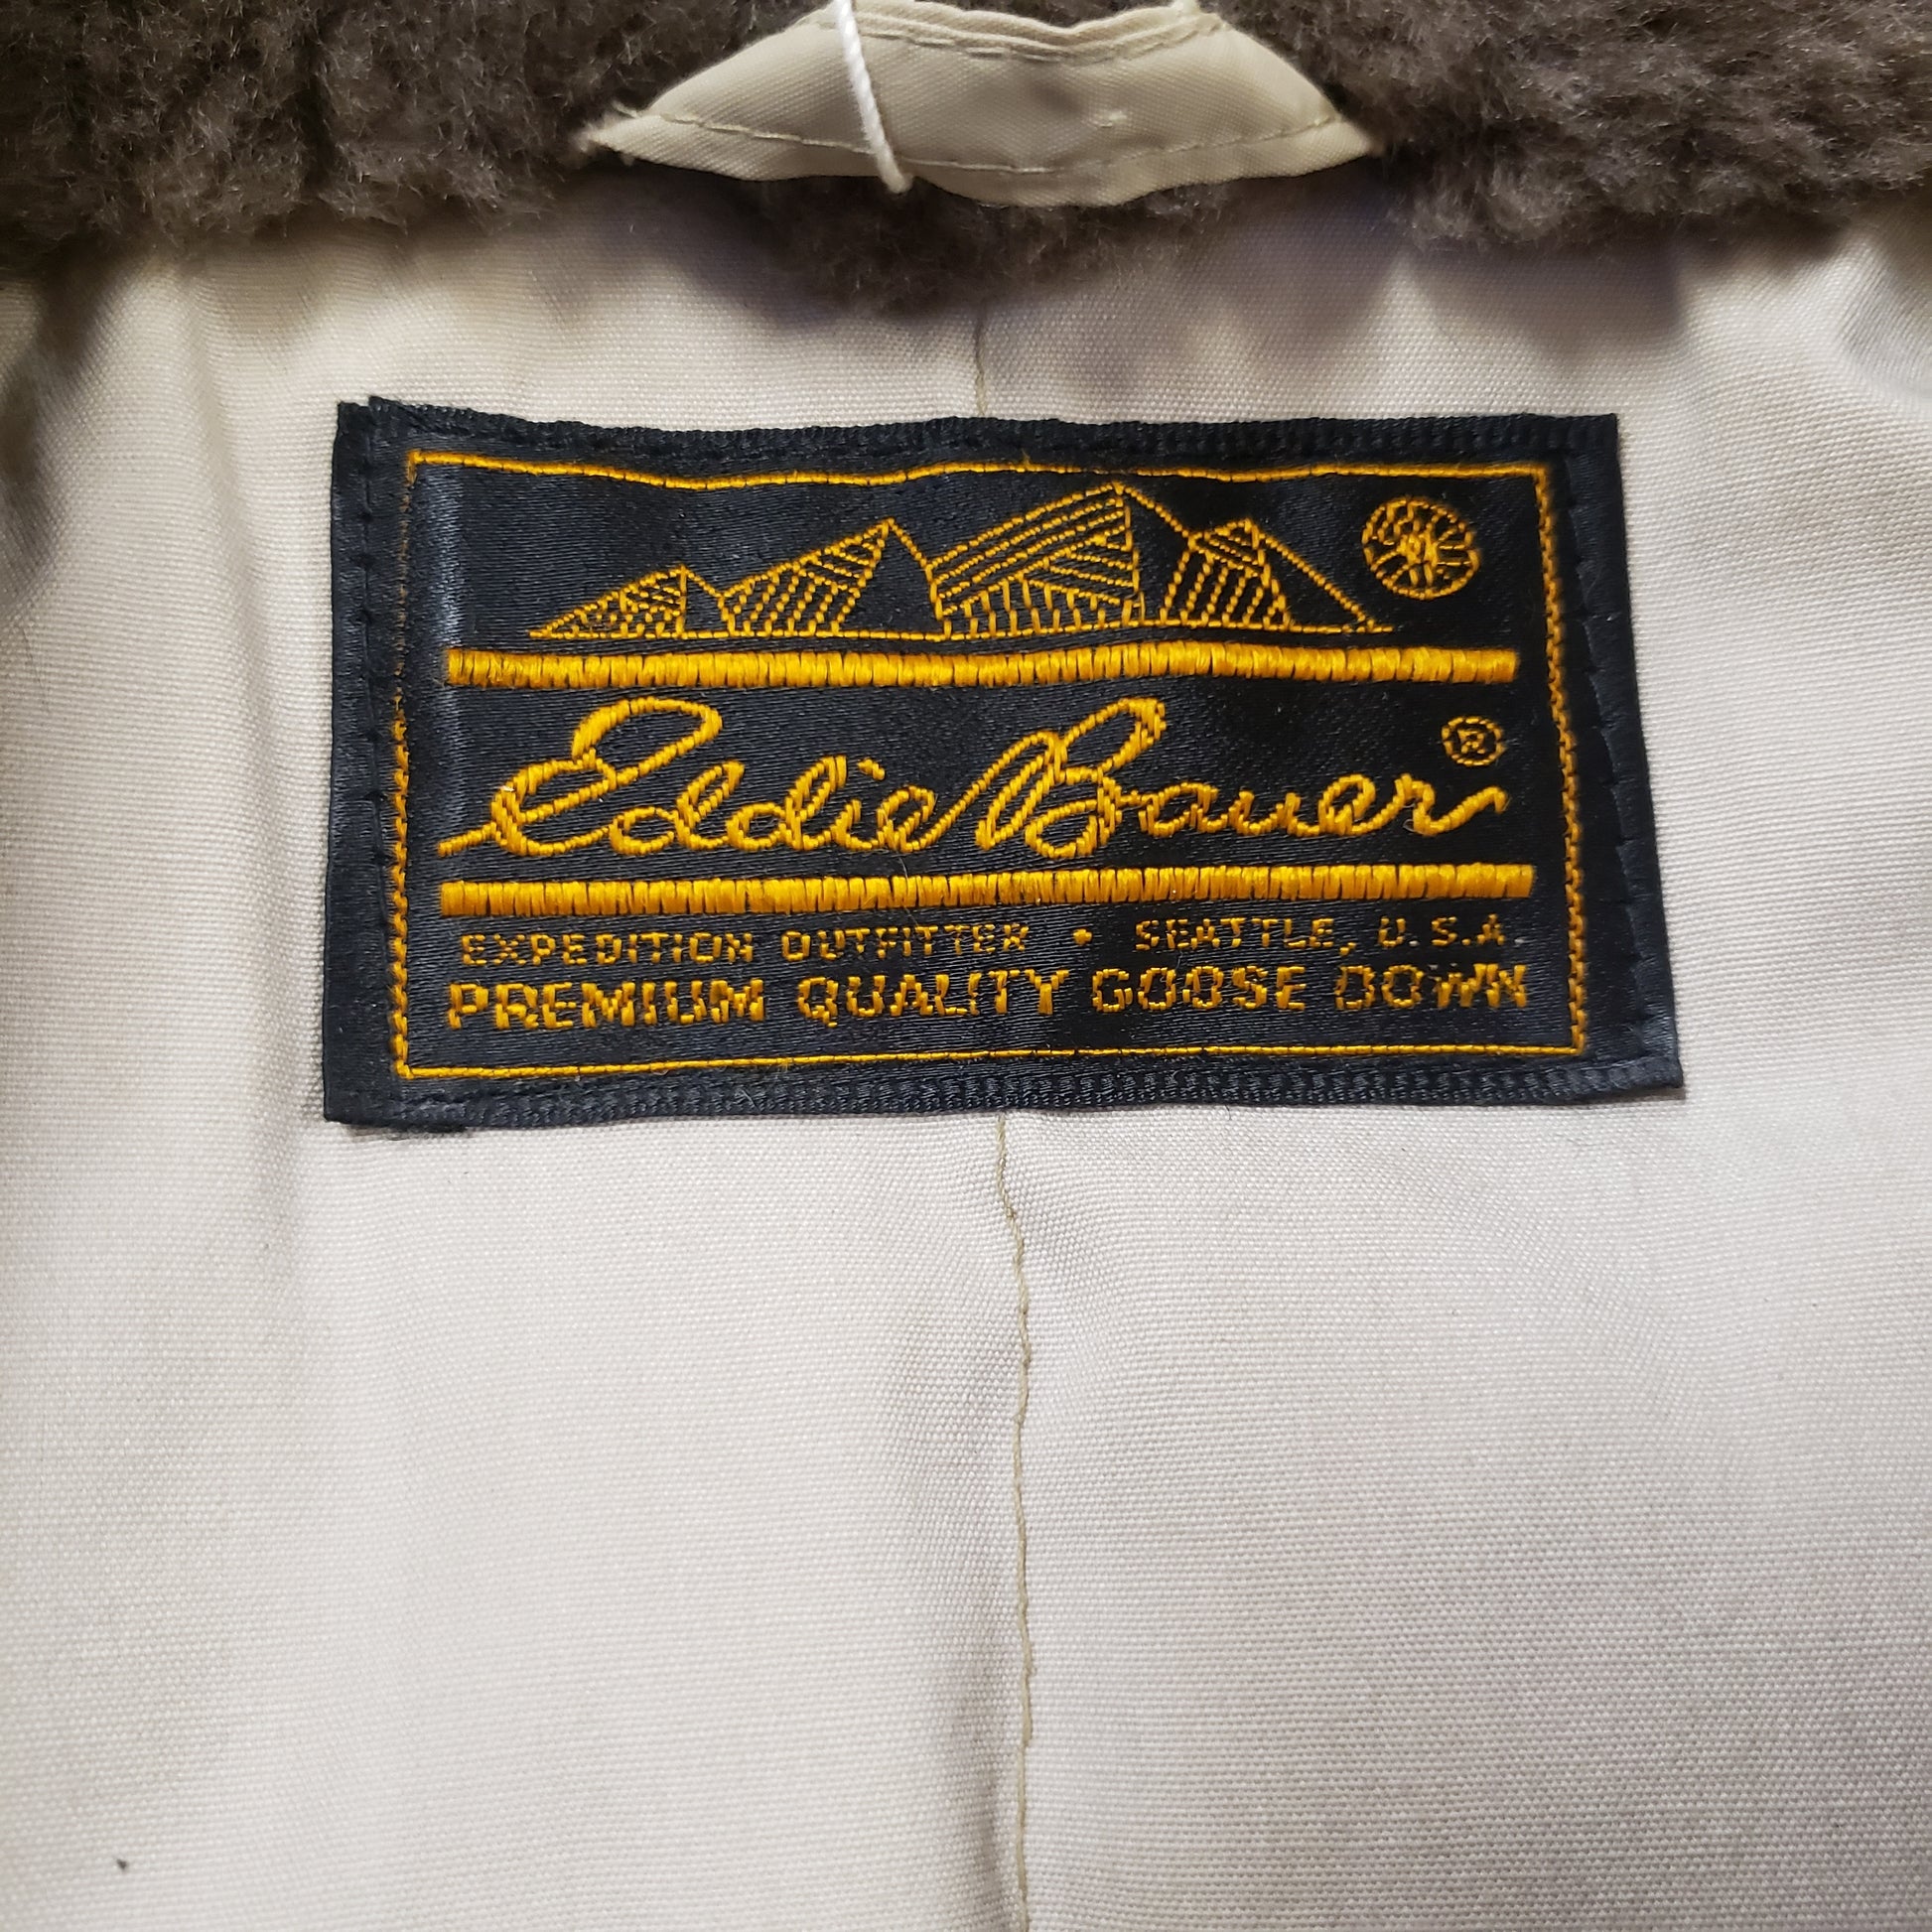 Eddie Bauer ®
EXPEDITION OUTFITTER • SEATTLE, U.S.A.
PREMIUM QUALITY GOOSE DOWN